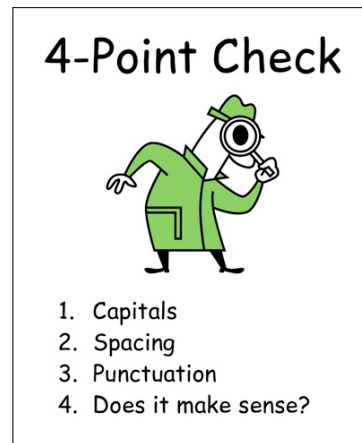 4-Point Check
1. Capitals
2. Spacing
3. Punctuation
4. Does it make sense?